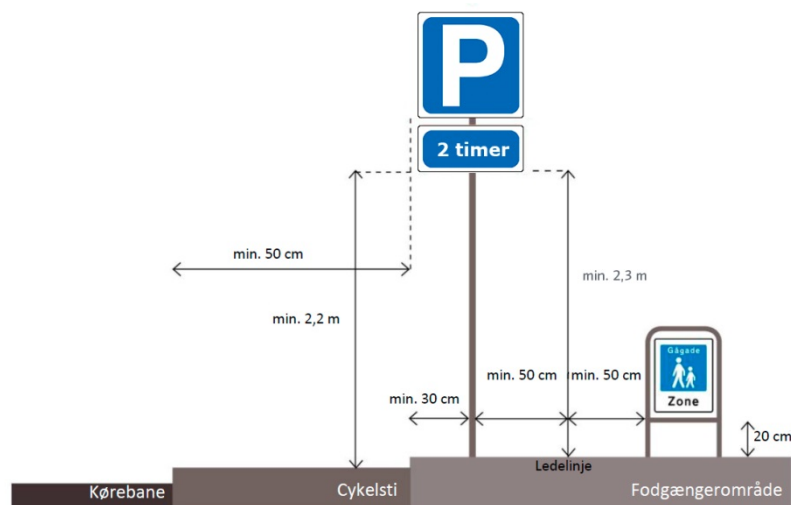 P
2 timer
min. 50 cm
min. 2,3 m
min. 2,2 m
Gågade
Zone
min. 50 cm
min. 50 cm
min. 30 cm
20 cm
Ledelinje
Kørebane
Cykelsti
Fodgængerområde